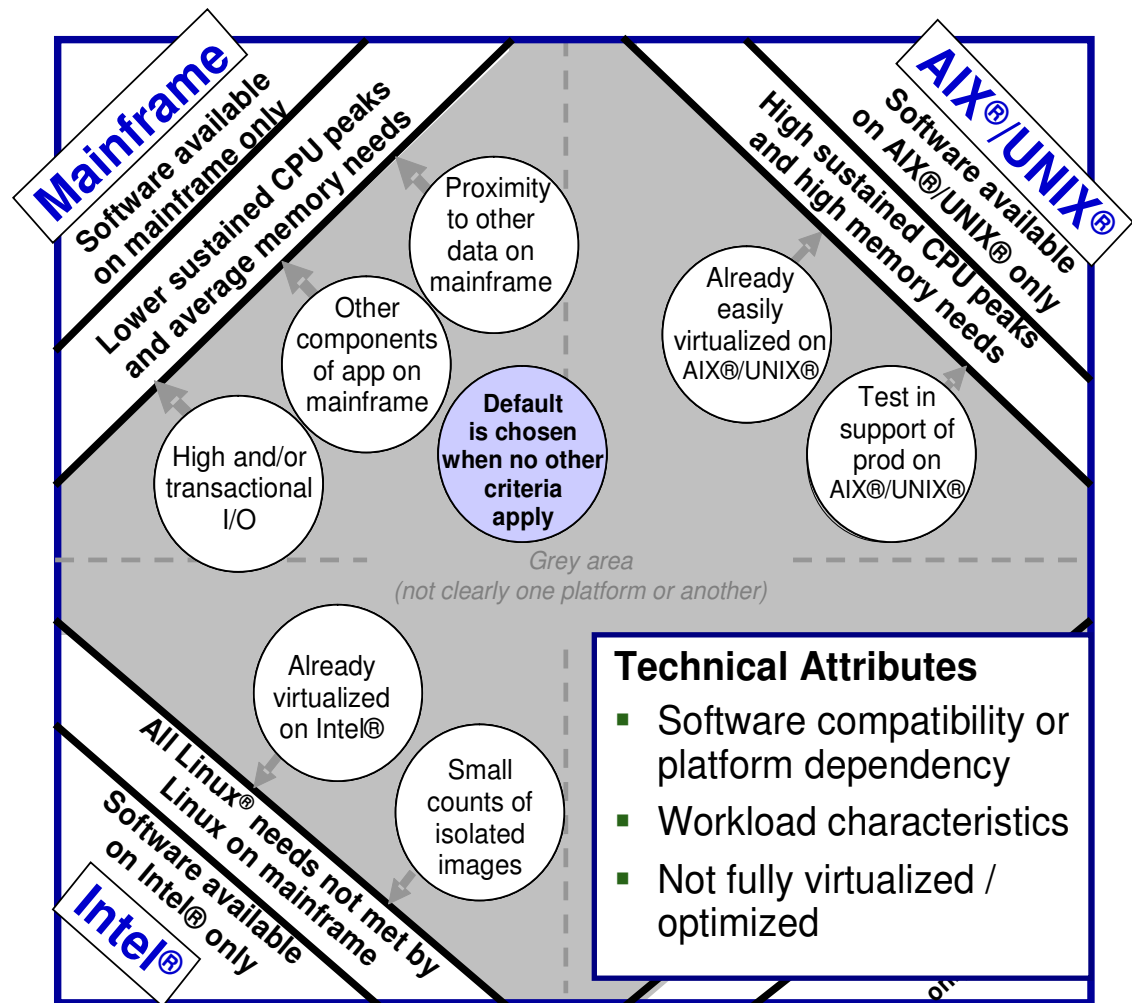 Mainframe
Software available
on mainframe only
Lower sustained CPU peaks
and average memory needs
AIX®/UNIX®
Software available
on AIX®/UNIX® only
High sustained CPU peaks
and high memory needs
Proximity
to other
data on
mainframe
Other
components
of app on
mainframe
High and/or
transactional
I/O
Default
is chosen
when no other
criteria
apply
Already
easily
virtualized on
AIX®/UNIX®
Test in
support of
prod on
AIX®/UNIX®
Grey area
(not clearly one platform or another)
Already
virtualized
on Intel®
Small
counts of
isolated
images
All Linux® needs not met by
Linux on mainframe
Software available
on Intel® only
Intel®
Technical Attributes
▪ Software compatibility or
platform dependency
▪ Workload characteristics
▪ Not fully virtualized /
optimized